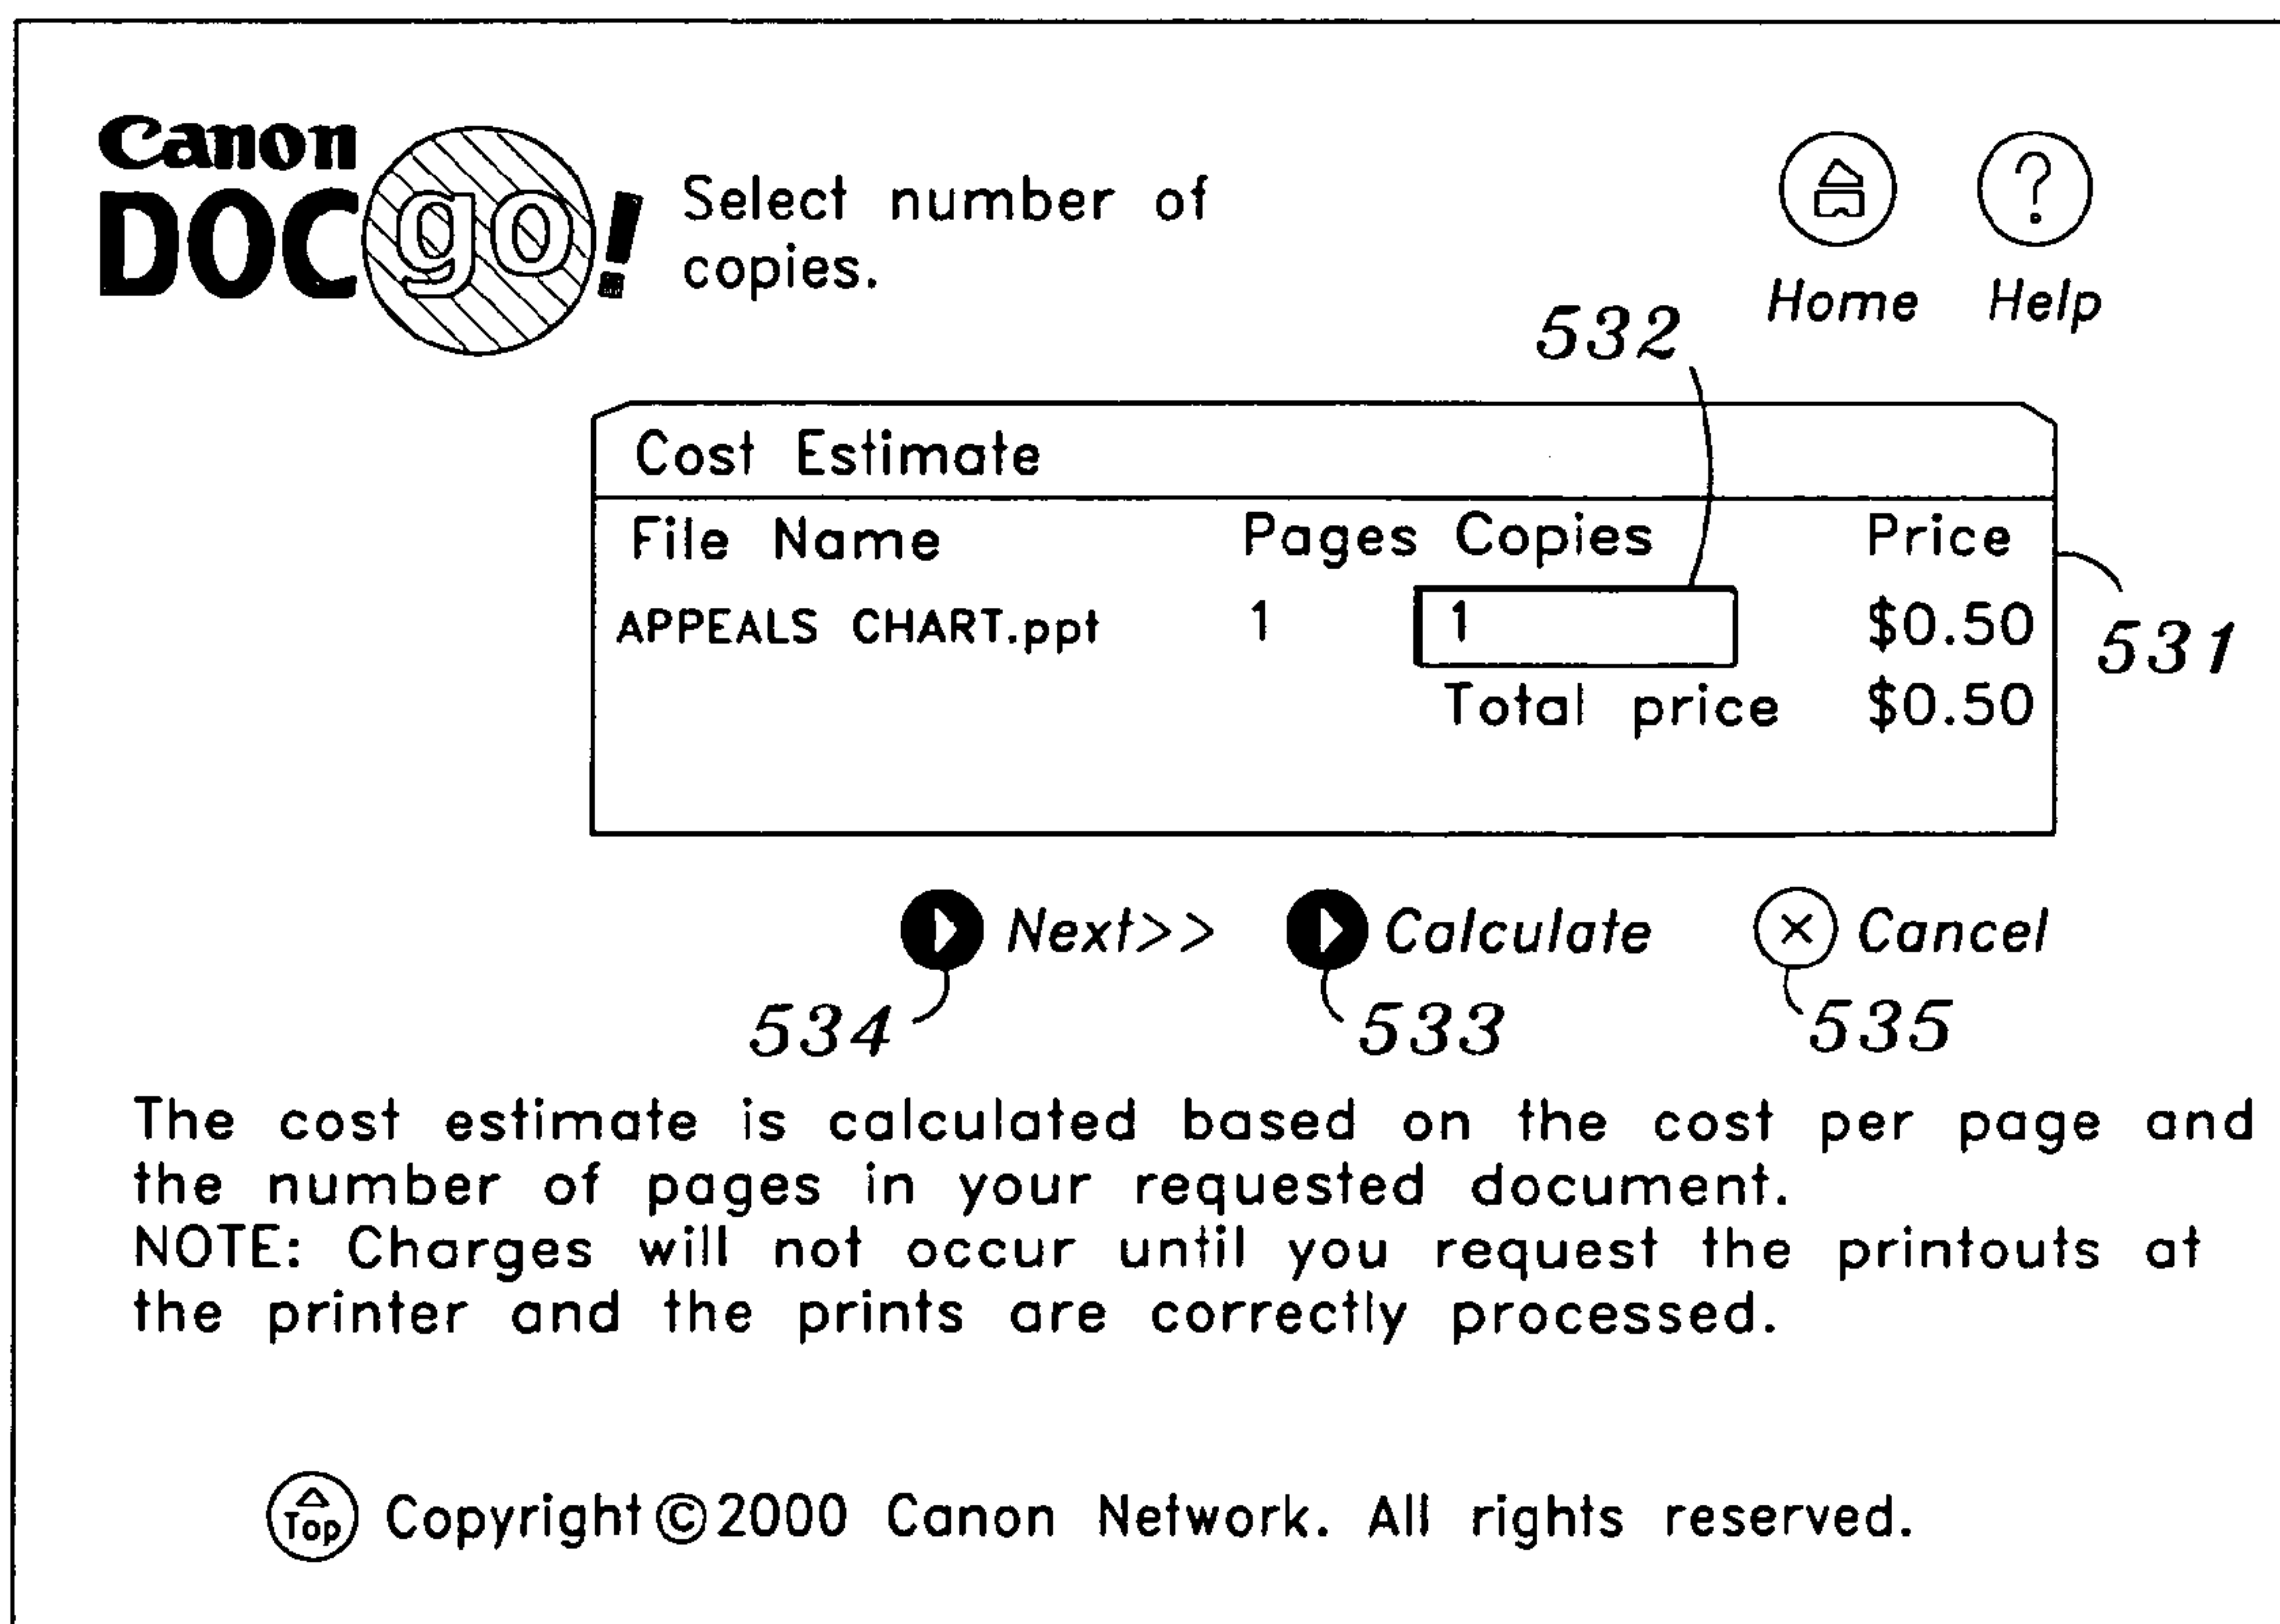 Canon
DOC go!
Select number of
copies.
Home Help
532
Cost Estimate
File Name Pages Copies Price
APPEALS CHART.ppt 1 1 $0.50
531
Total price $0.50
Next>> Calculate Cancel
534 533 535
The cost estimate is calculated based on the cost per page and
the number of pages in your requested document.
NOTE: Charges will not occur until you request the printouts at
the printer and the prints are correctly processed.
Top Copyright©2000 Canon Network. All rights reserved.